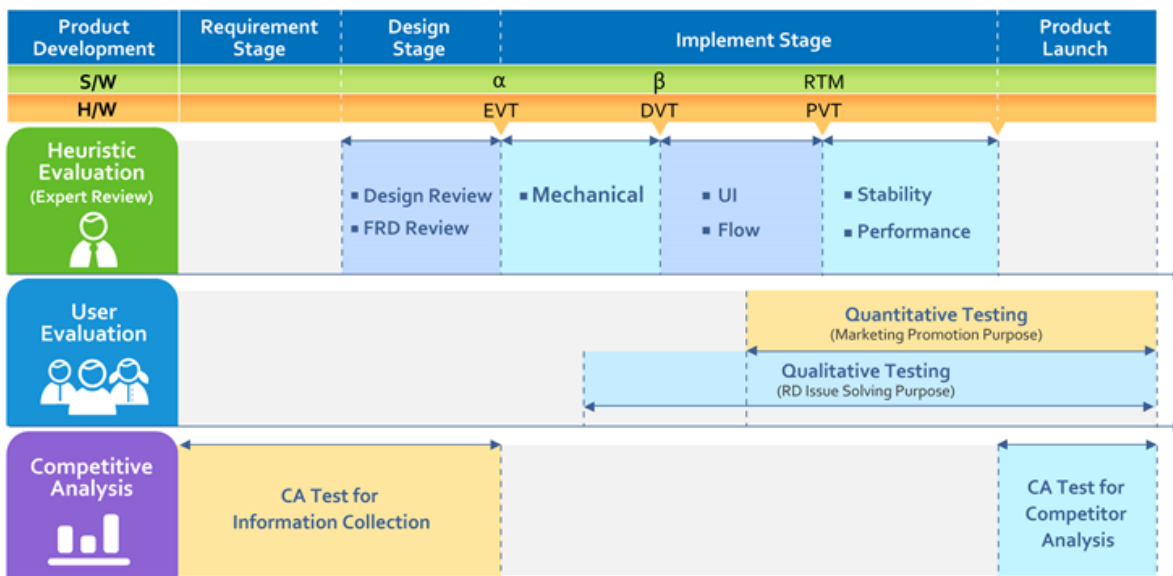 Product
Development
Requirement
Stage
Design
Stage
Implement Stage
Product
Launch
S/W
α
β
RTM
H/W
EVT
DVT
PVT
Heuristic
Evaluation
(Expert Review)
▪ Design Review
▪ FRD Review
▪ Mechanical
▪ UI
▪ Flow
▪ Stability
▪ Performance
User
Evaluation
Quantitative Testing
(Marketing Promotion Purpose)
Qualitative Testing
(RD Issue Solving Purpose)
Competitive
Analysis
CA Test for
Information Collection
CA Test for
Competitor
Analysis